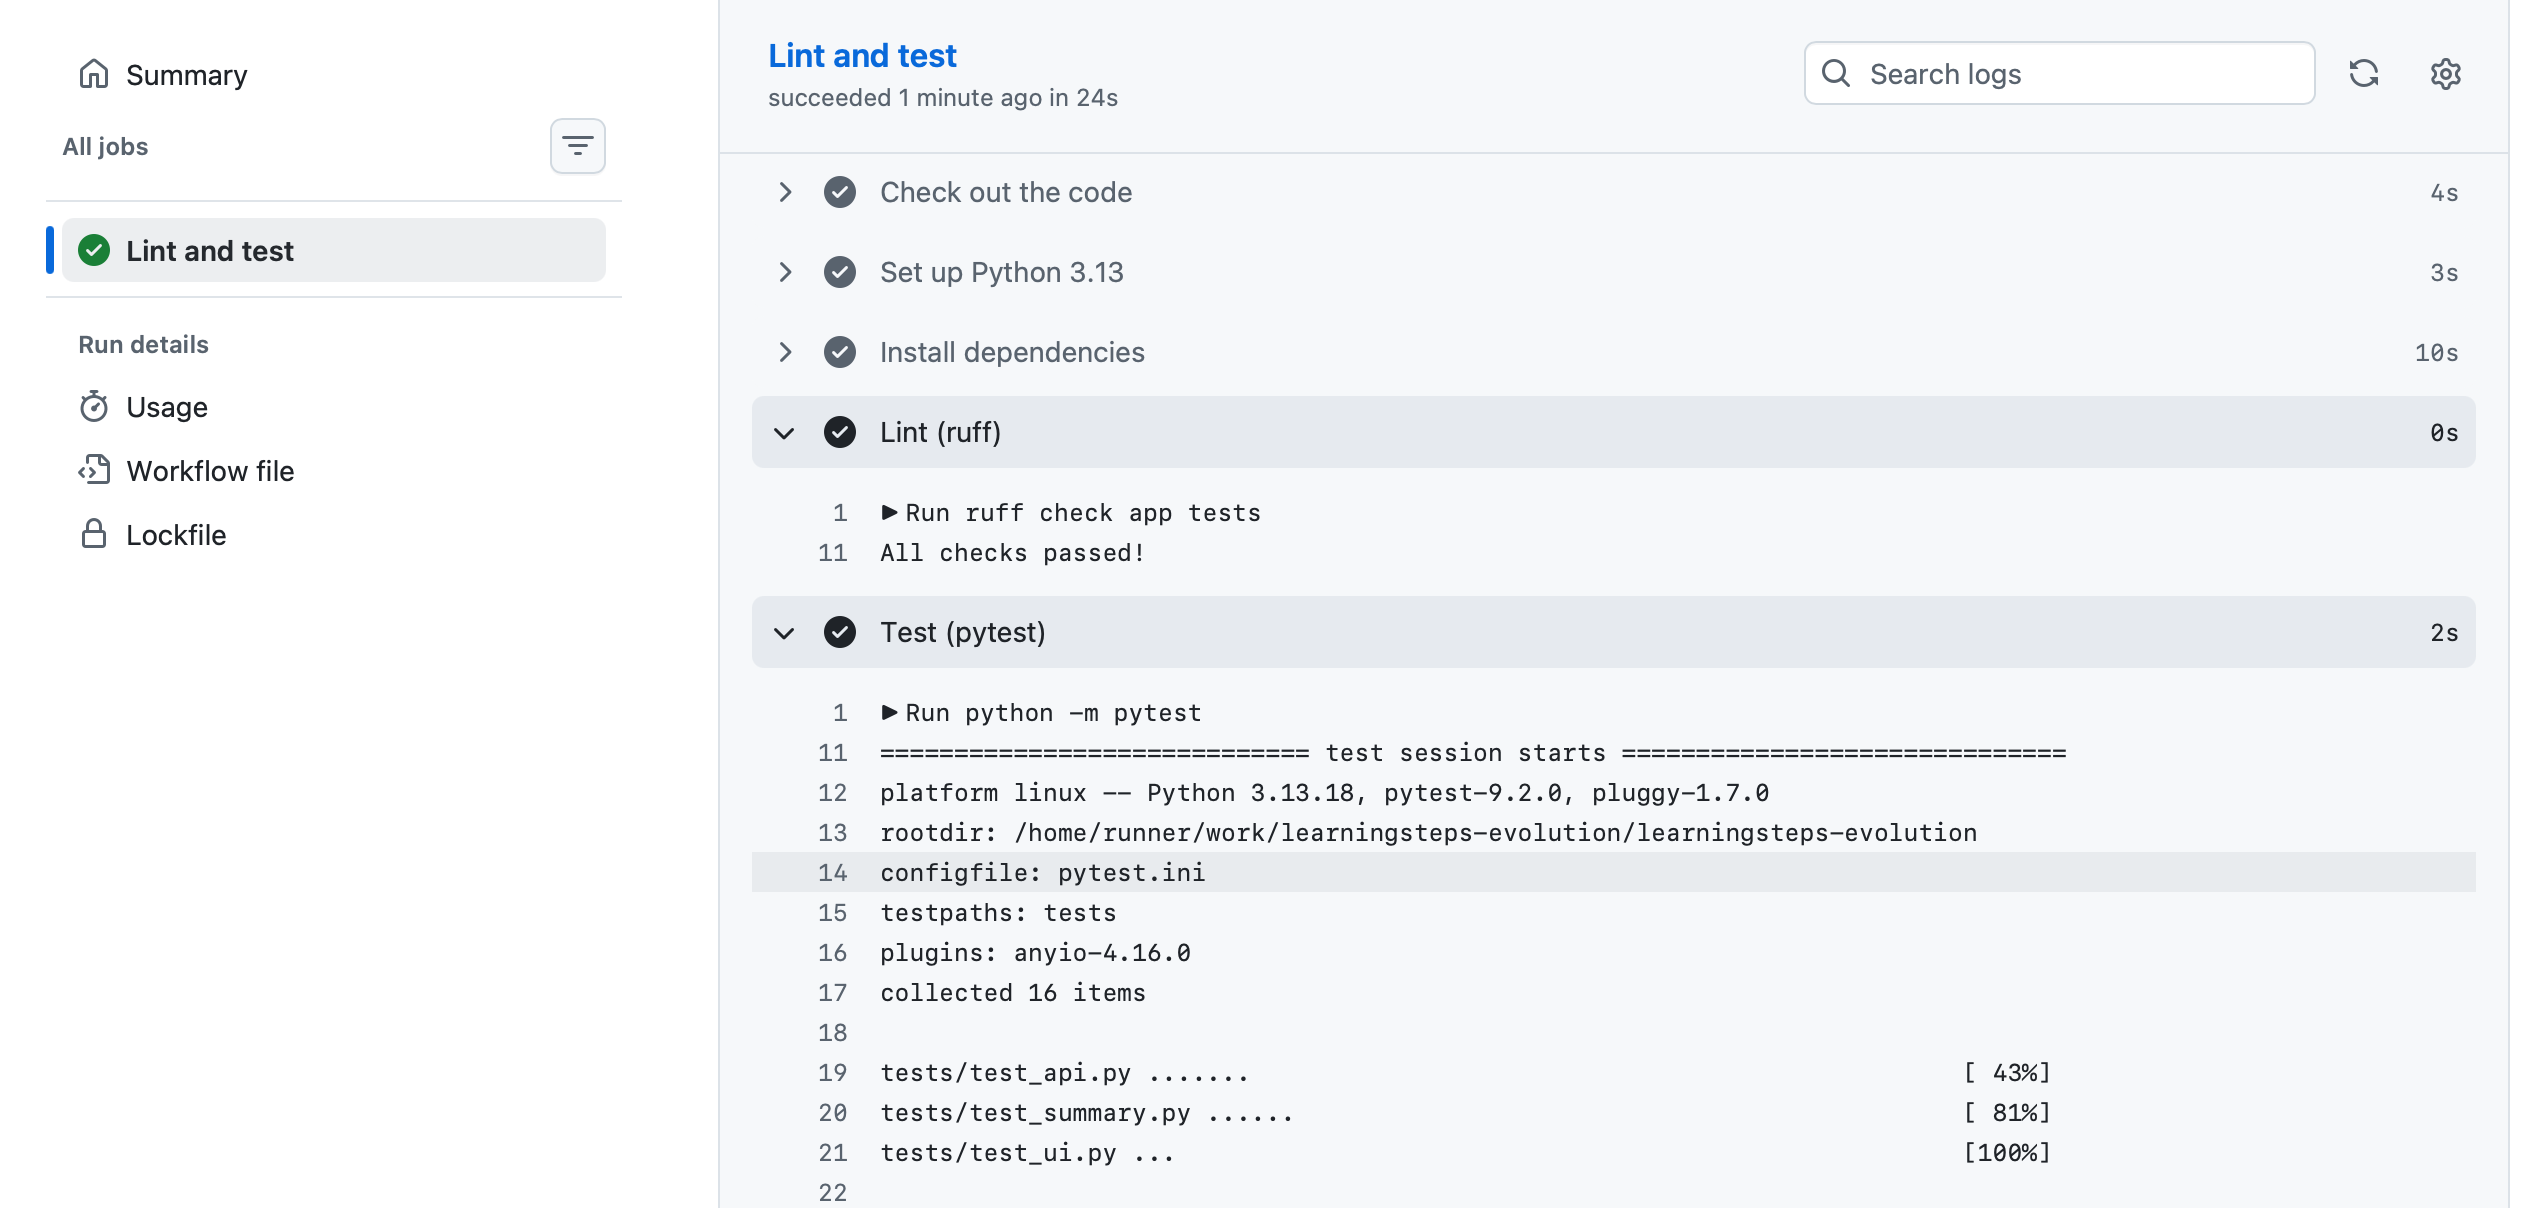 Summary
All jobs
Lint and test
Run details
Usage
Workflow file
Lockfile
Lint and test
succeeded 1 minute ago in 24s
Search logs
Check out the code 4s
Set up Python 3.13 3s
Install dependencies 10s
Lint (ruff) 0s
1 ▶Run ruff check app tests
11 All checks passed!
Test (pytest) 2s
1 ▶Run python -m pytest
11 ============================= test session starts ==============================
12 platform linux -- Python 3.13.18, pytest-9.2.0, pluggy-1.7.0
13 rootdir: /home/runner/work/learningsteps-evolution/learningsteps-evolution
14 configfile: pytest.ini
15 testpaths: tests
16 plugins: anyio-4.16.0
17 collected 16 items
18
19 tests/test_api.py ....... [ 43%]
20 tests/test_summary.py ...... [ 81%]
21 tests/test_ui.py ... [100%]
22